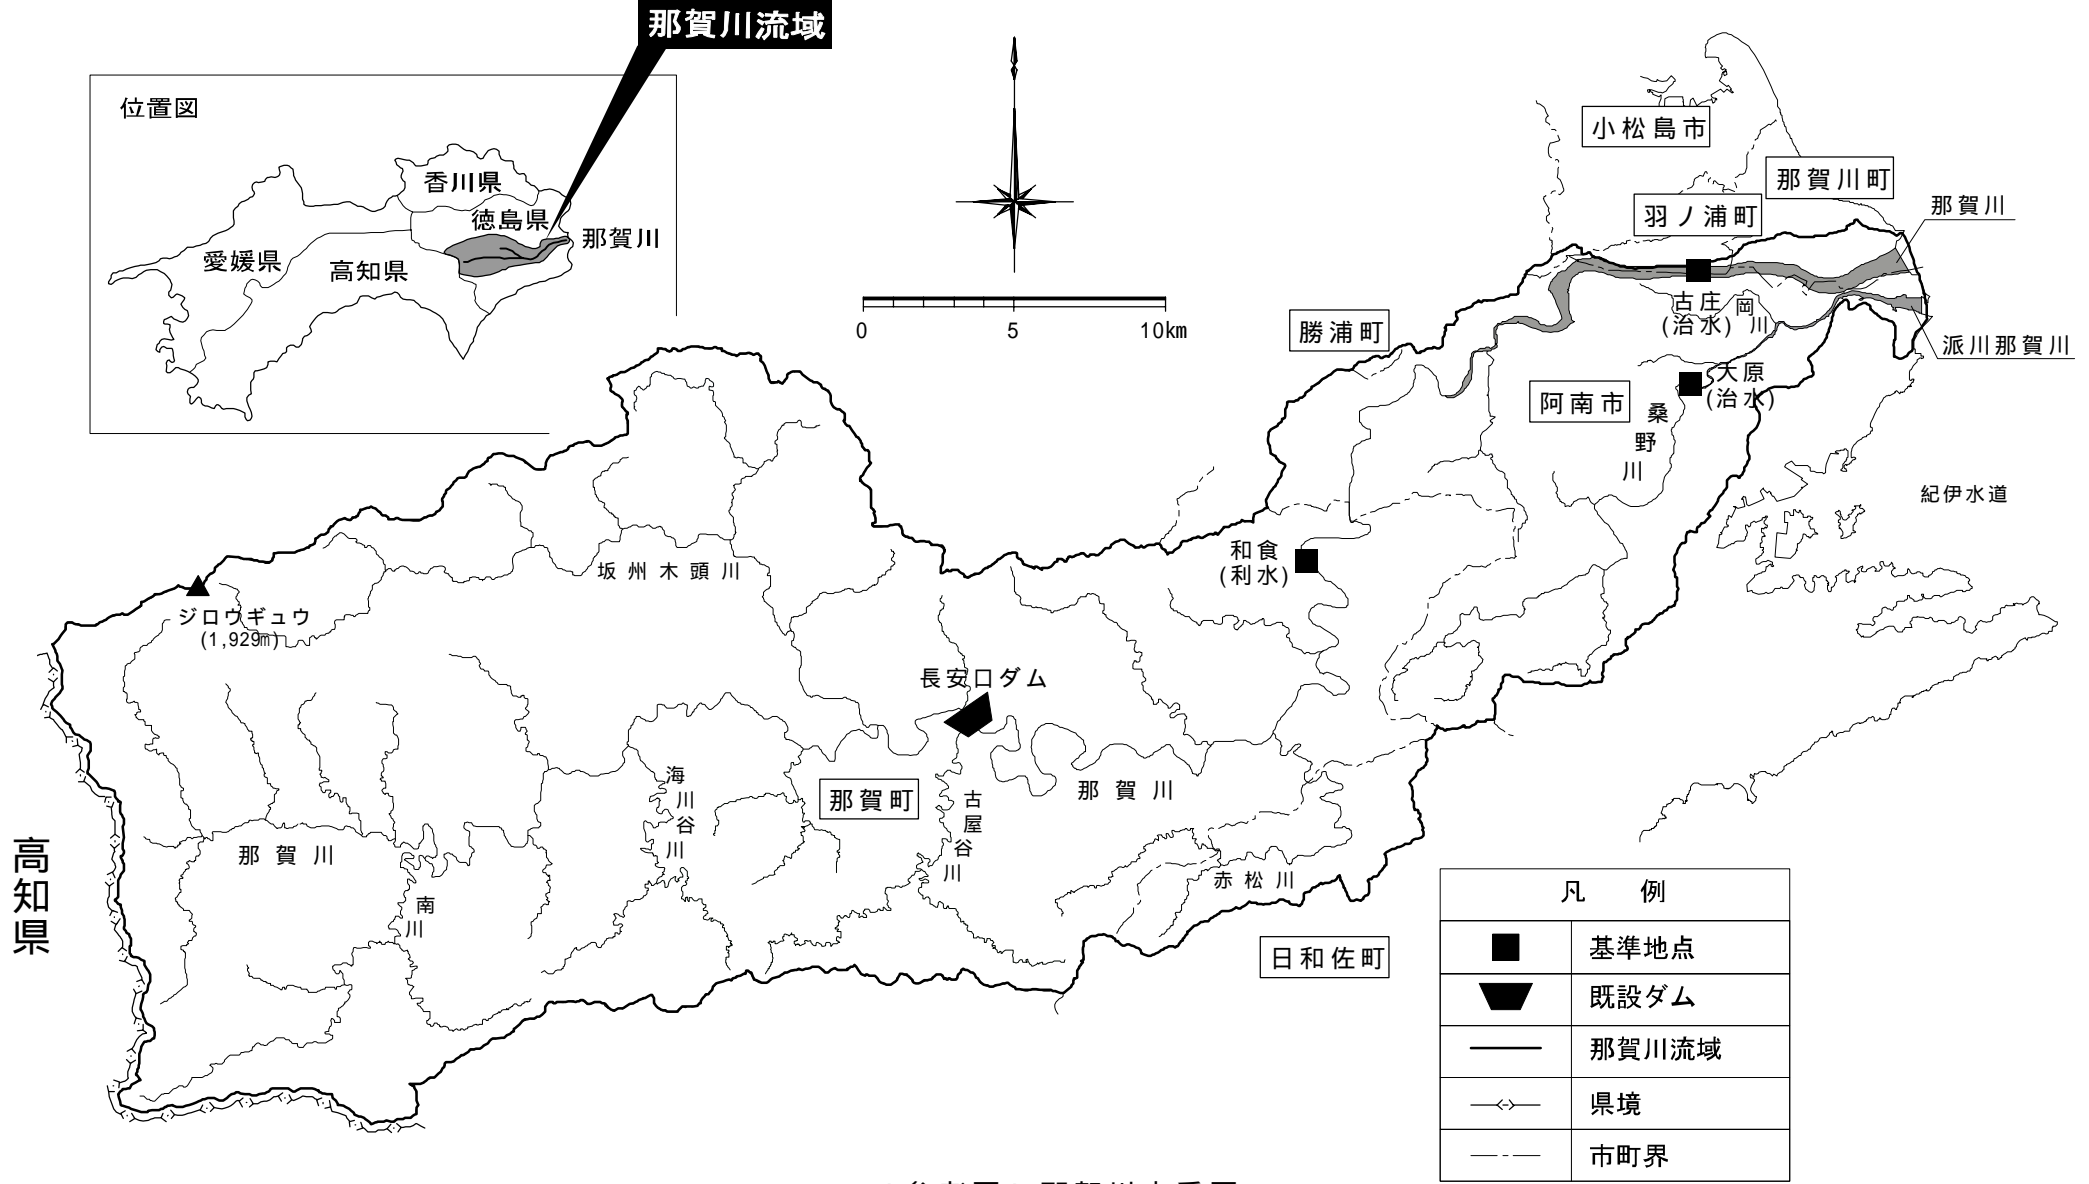 那賀川流域
位置図
香川県
徳島県
那賀川
愛媛県
高知県
0 5 10km
小松島市
那賀川町
羽ノ浦町
那賀川
古庄
(治水)
岡川
勝浦町
派川那賀川
大原
(治水)
阿南市
桑野川
紀伊水道
和食
(利水)
坂州木頭川
ジロウギュウ
(1,929m)
長安口ダム
海川谷川
那賀町
古屋谷川
那賀川
那賀川
南川
赤松川
高知県
日和佐町
凡 例
基準地点
既設ダム
那賀川流域
県境
市町界